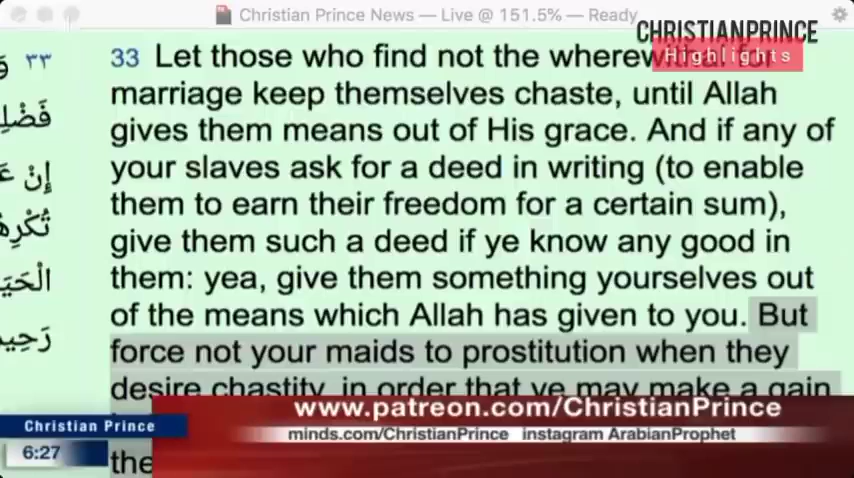 Christian Prince News — Live @ 151.5% — Ready
CHRISTIANPRINCE
Highlights
٣٣
33 Let those who find not the wherewithal for
marriage keep themselves chaste, until Allah
gives them means out of His grace. And if any of
your slaves ask for a deed in writing (to enable
them to earn their freedom for a certain sum),
give them such a deed if ye know any good in
them: yea, give them something yourselves out
of the means which Allah has given to you. But
force not your maids to prostitution when they
desire chastity, in order that ye may make a gain
the
إِنْ
www.patreon.com/ChristianPrince
minds.com/ChristianPrince instagram ArabianProphet
Christian Prince
6:27